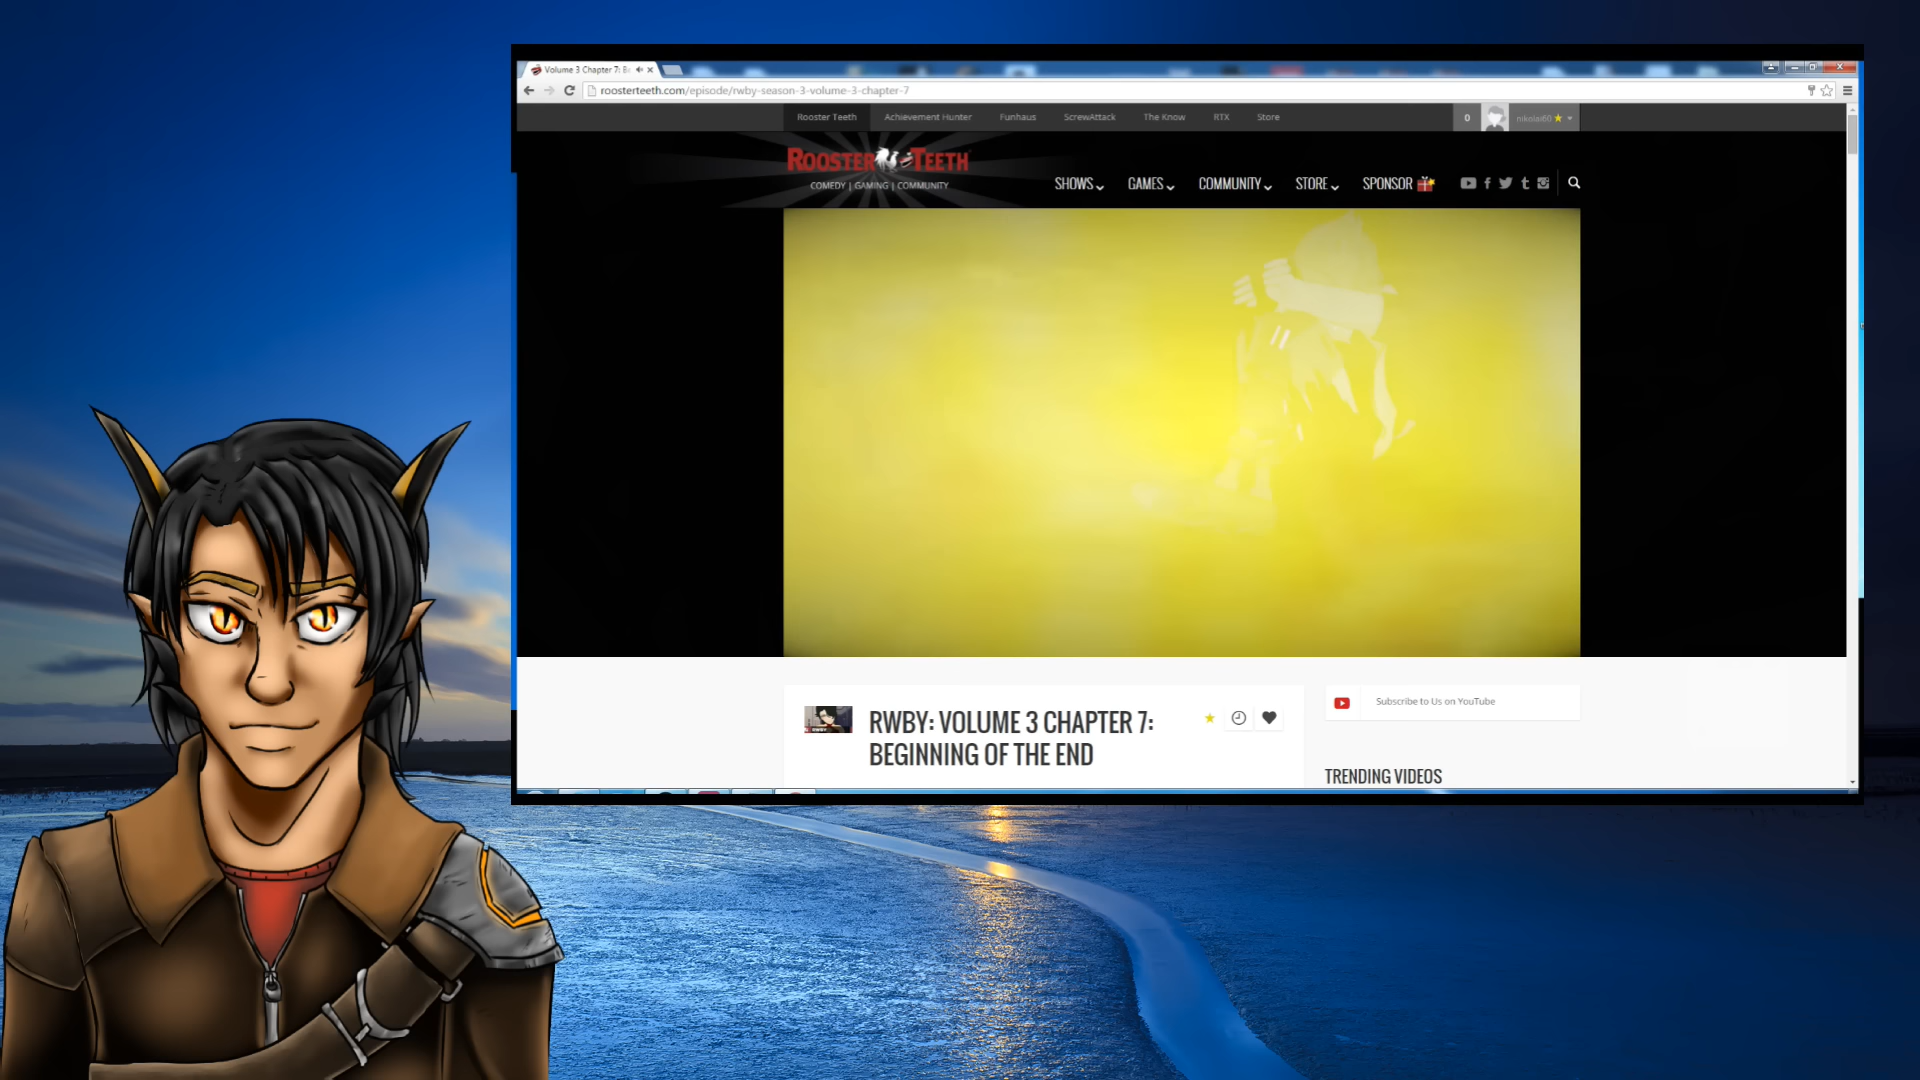 Volume 3 Chapter 7: Be
roosterteeth.com/episode/rwby-season-3-volume-3-chapter-7
Rooster Teeth Achievement Hunter Funhaus ScrewAttack The Know RTX Store 0 nikolai60
ROOSTER TEETH
COMEDY | GAMING | COMMUNITY
SHOWS GAMES COMMUNITY STORE SPONSOR
RWBY: VOLUME 3 CHAPTER 7:
BEGINNING OF THE END
Subscribe to Us on YouTube
TRENDING VIDEOS